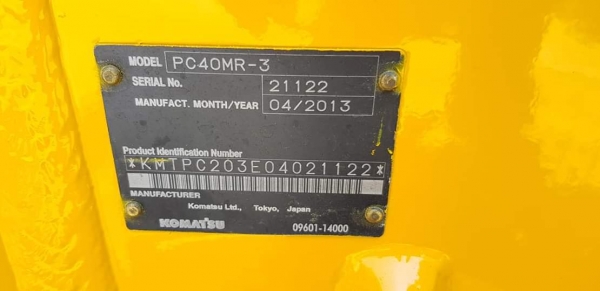 MODEL PC40MR-3
SERIAL No. 21122
MANUFACT. MONTH/YEAR 04/2013
Product Identification Number
*KMTPC203E04021122*
MANUFACTURER
Komatsu Ltd., Tokyo, Japan
KOMATSU 09601-14000